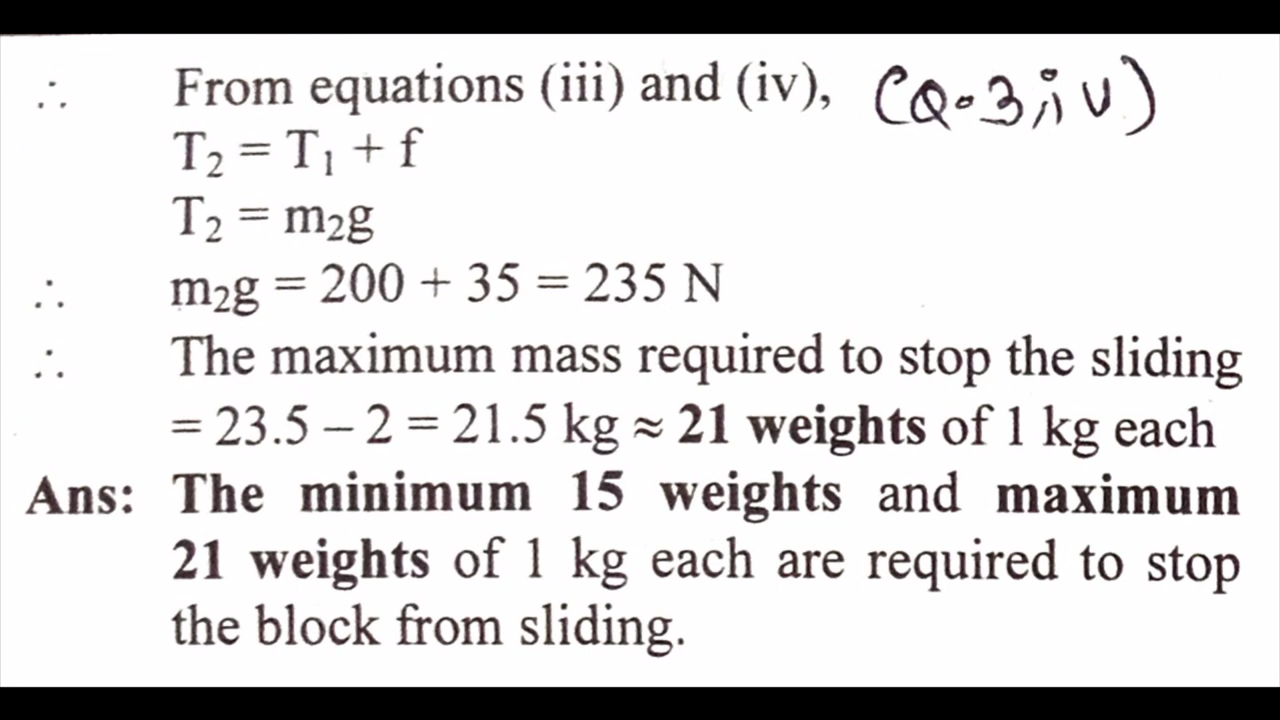 ∴ From equations (iii) and (iv), (Q.3,iv)
T₂ = T₁ + f
T₂ = m₂g
∴ m₂g = 200 + 35 = 235 N
∴ The maximum mass required to stop the sliding
= 23.5 – 2 = 21.5 kg ≈ 21 weights of 1 kg each
Ans: The minimum 15 weights and maximum
21 weights of 1 kg each are required to stop
the block from sliding.